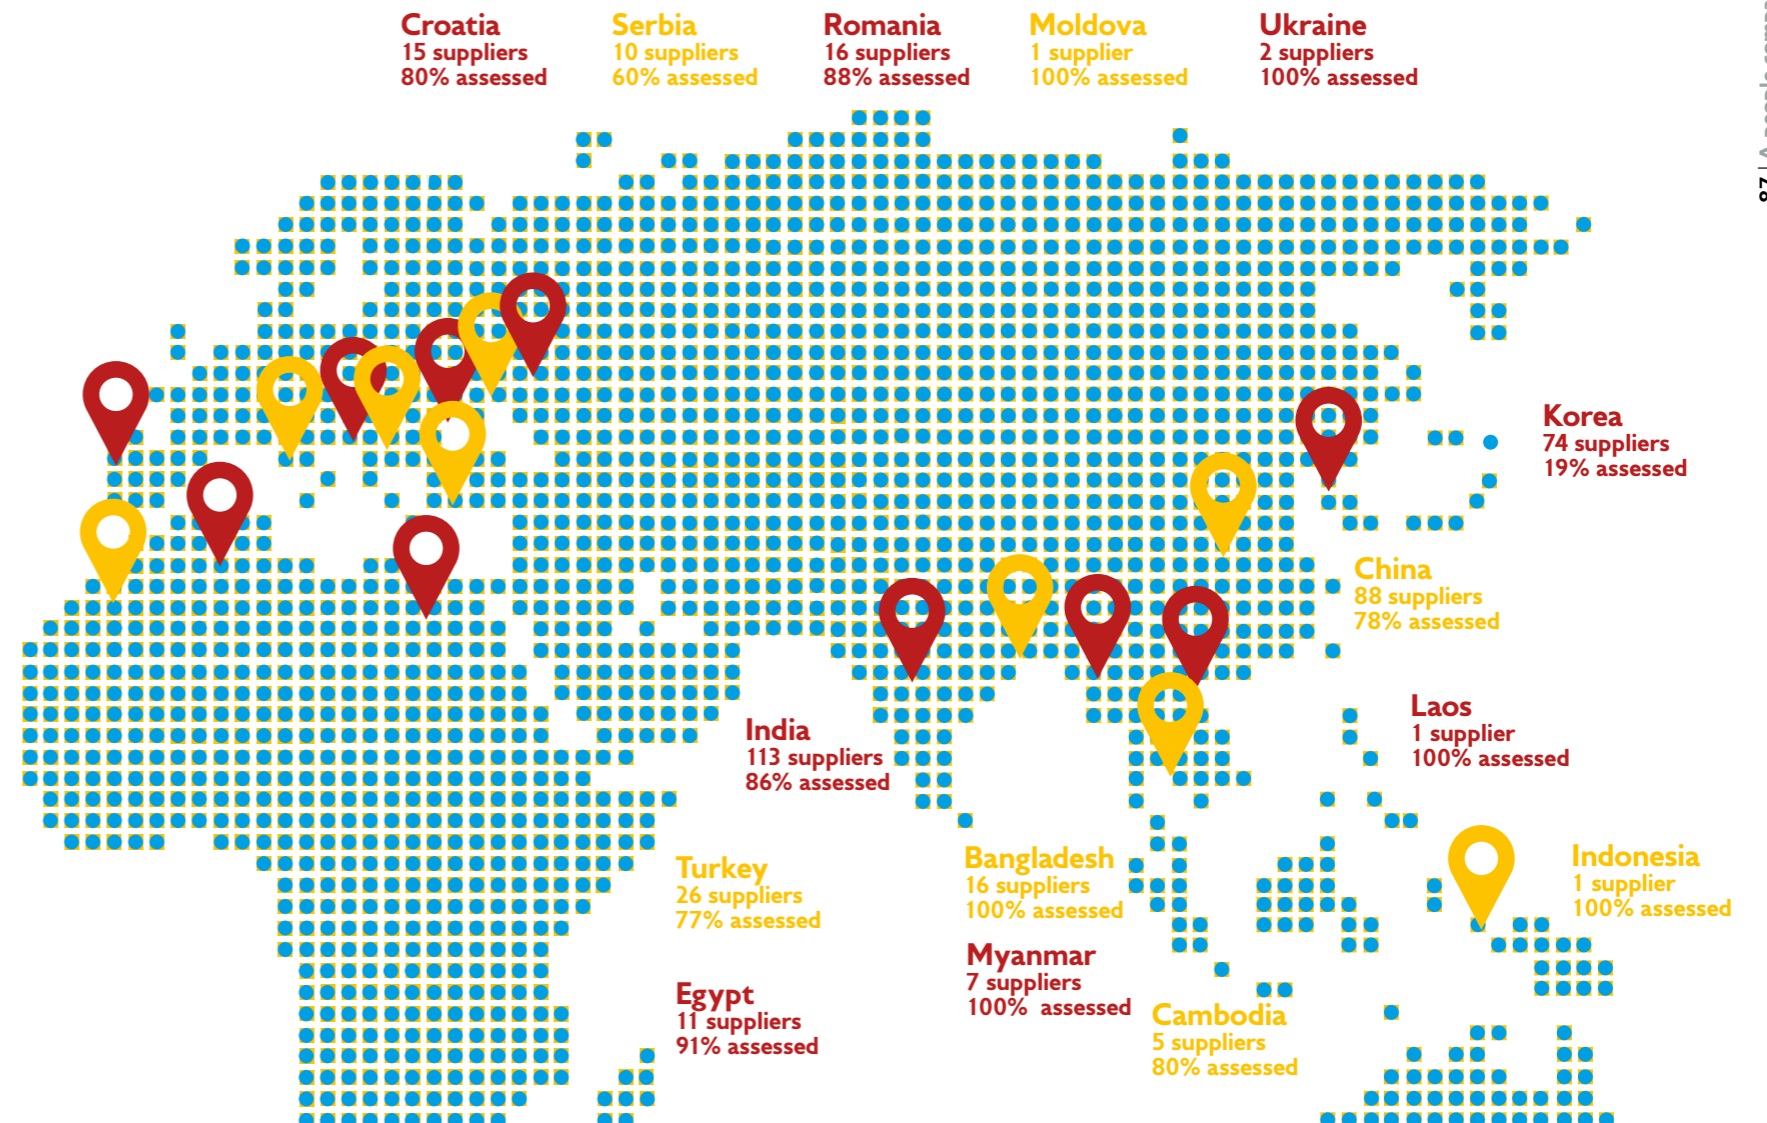 Croatia
15 suppliers
80% assessed
Serbia
10 suppliers
60% assessed
Romania
16 suppliers
88% assessed
Moldova
1 supplier
100% assessed
Ukraine
2 suppliers
100% assessed
Korea
74 suppliers
19% assessed
China
88 suppliers
78% assessed
Laos
1 supplier
100% assessed
India
113 suppliers
86% assessed
Turkey
26 suppliers
77% assessed
Bangladesh
16 suppliers
100% assessed
Indonesia
1 supplier
100% assessed
Myanmar
7 suppliers
100% assessed
Egypt
11 suppliers
91% assessed
Cambodia
5 suppliers
80% assessed